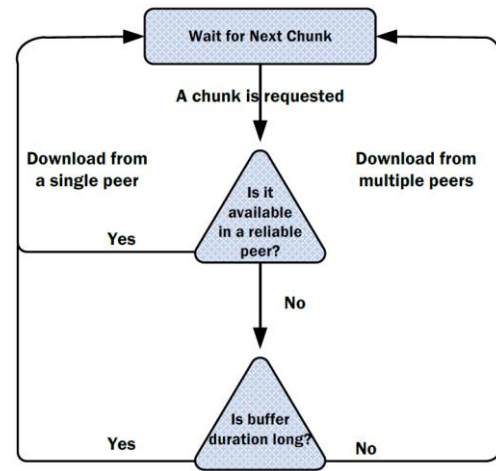 Wait for Next Chunk
A chunk is requested
Download from
a single peer
Download from
multiple peers
Is it
available
in a reliable
peer?
Yes
No
Is buffer
duration long?
Yes
No